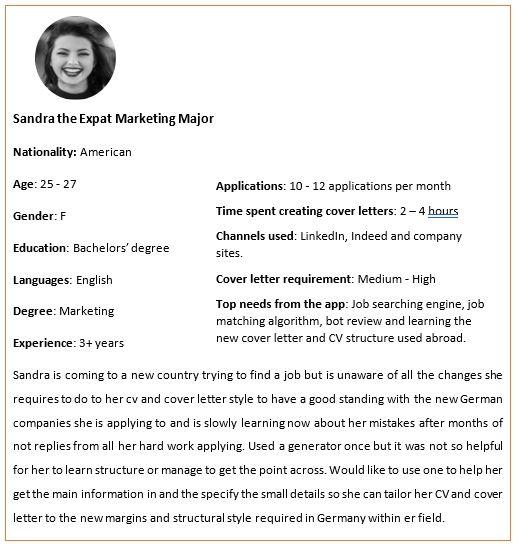 Sandra the Expat Marketing Major
Nationality: American
Age: 25 - 27
Gender: F
Education: Bachelors' degree
Languages: English
Degree: Marketing
Experience: 3+ years
Applications: 10 - 12 applications per month
Time spent creating cover letters: 2 – 4 hours
Channels used: LinkedIn, Indeed and company
sites.
Cover letter requirement: Medium - High
Top needs from the app: Job searching engine, job
matching algorithm, bot review and learning the
new cover letter and CV structure used abroad.
Sandra is coming to a new country trying to find a job but is unaware of all the changes she
requires to do to her cv and cover letter style to have a good standing with the new German
companies she is applying to and is slowly learning now about her mistakes after months of
not replies from all her hard work applying. Used a generator once but it was not so helpful
for her to learn structure or manage to get the point across. Would like to use one to help her
get the main information in and the specify the small details so she can tailor her CV and cover
letter to the new margins and structural style required in Germany within er field.